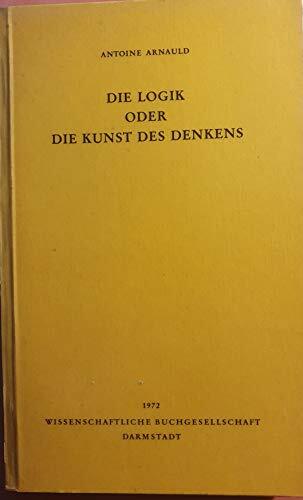 ANTOINE ARNAULD
DIE LOGIK
ODER
DIE KUNST DES DENKENS
1972
WISSENSCHAFTLICHE BUCHGESELLSCHAFT
DARMSTADT